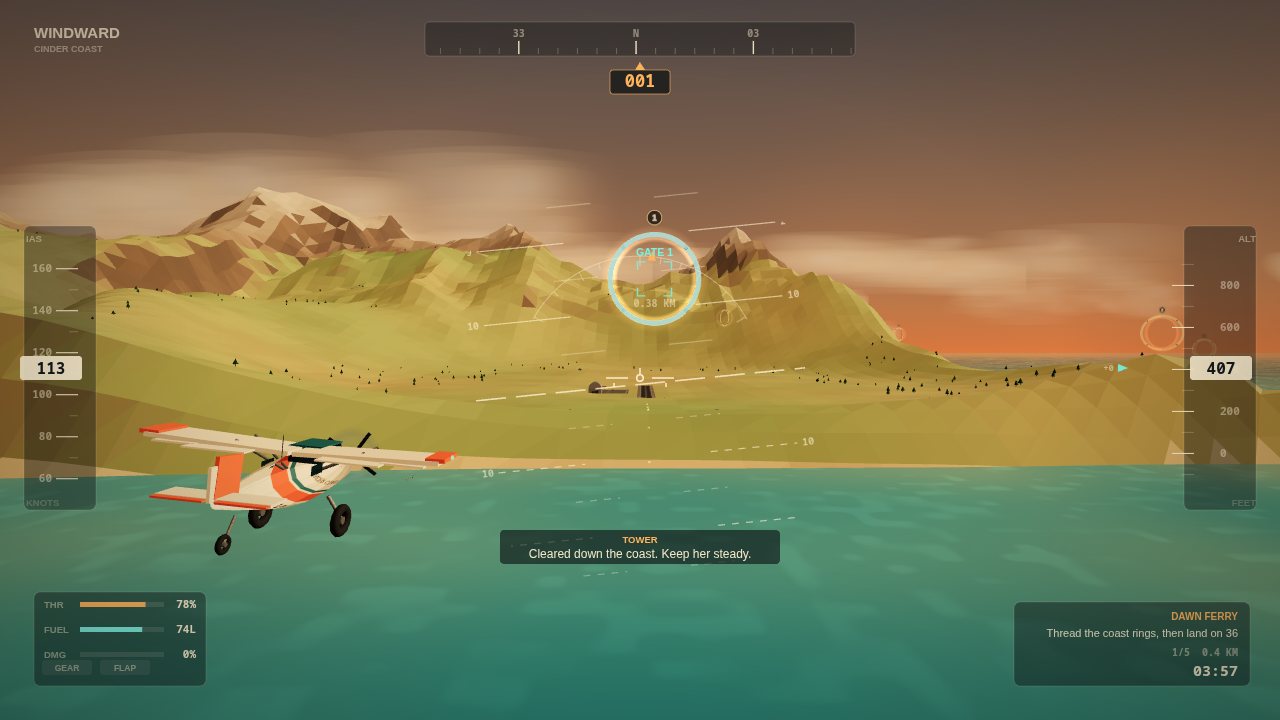 WINDWARD
CINDER COAST
33 N 03
001
1
GATE 1
0.38 KM
10 10
10 10
IAS
160
140
120
113
100
80
60
KNOTS
ALT
800
600
+0
407
200
0
FEET
TOWER
Cleared down the coast. Keep her steady.
THR 78%
FUEL 74L
DMG 0%
GEAR FLAP
DAWN FERRY
Thread the coast rings, then land on 36
1/5 0.4 KM
03:57